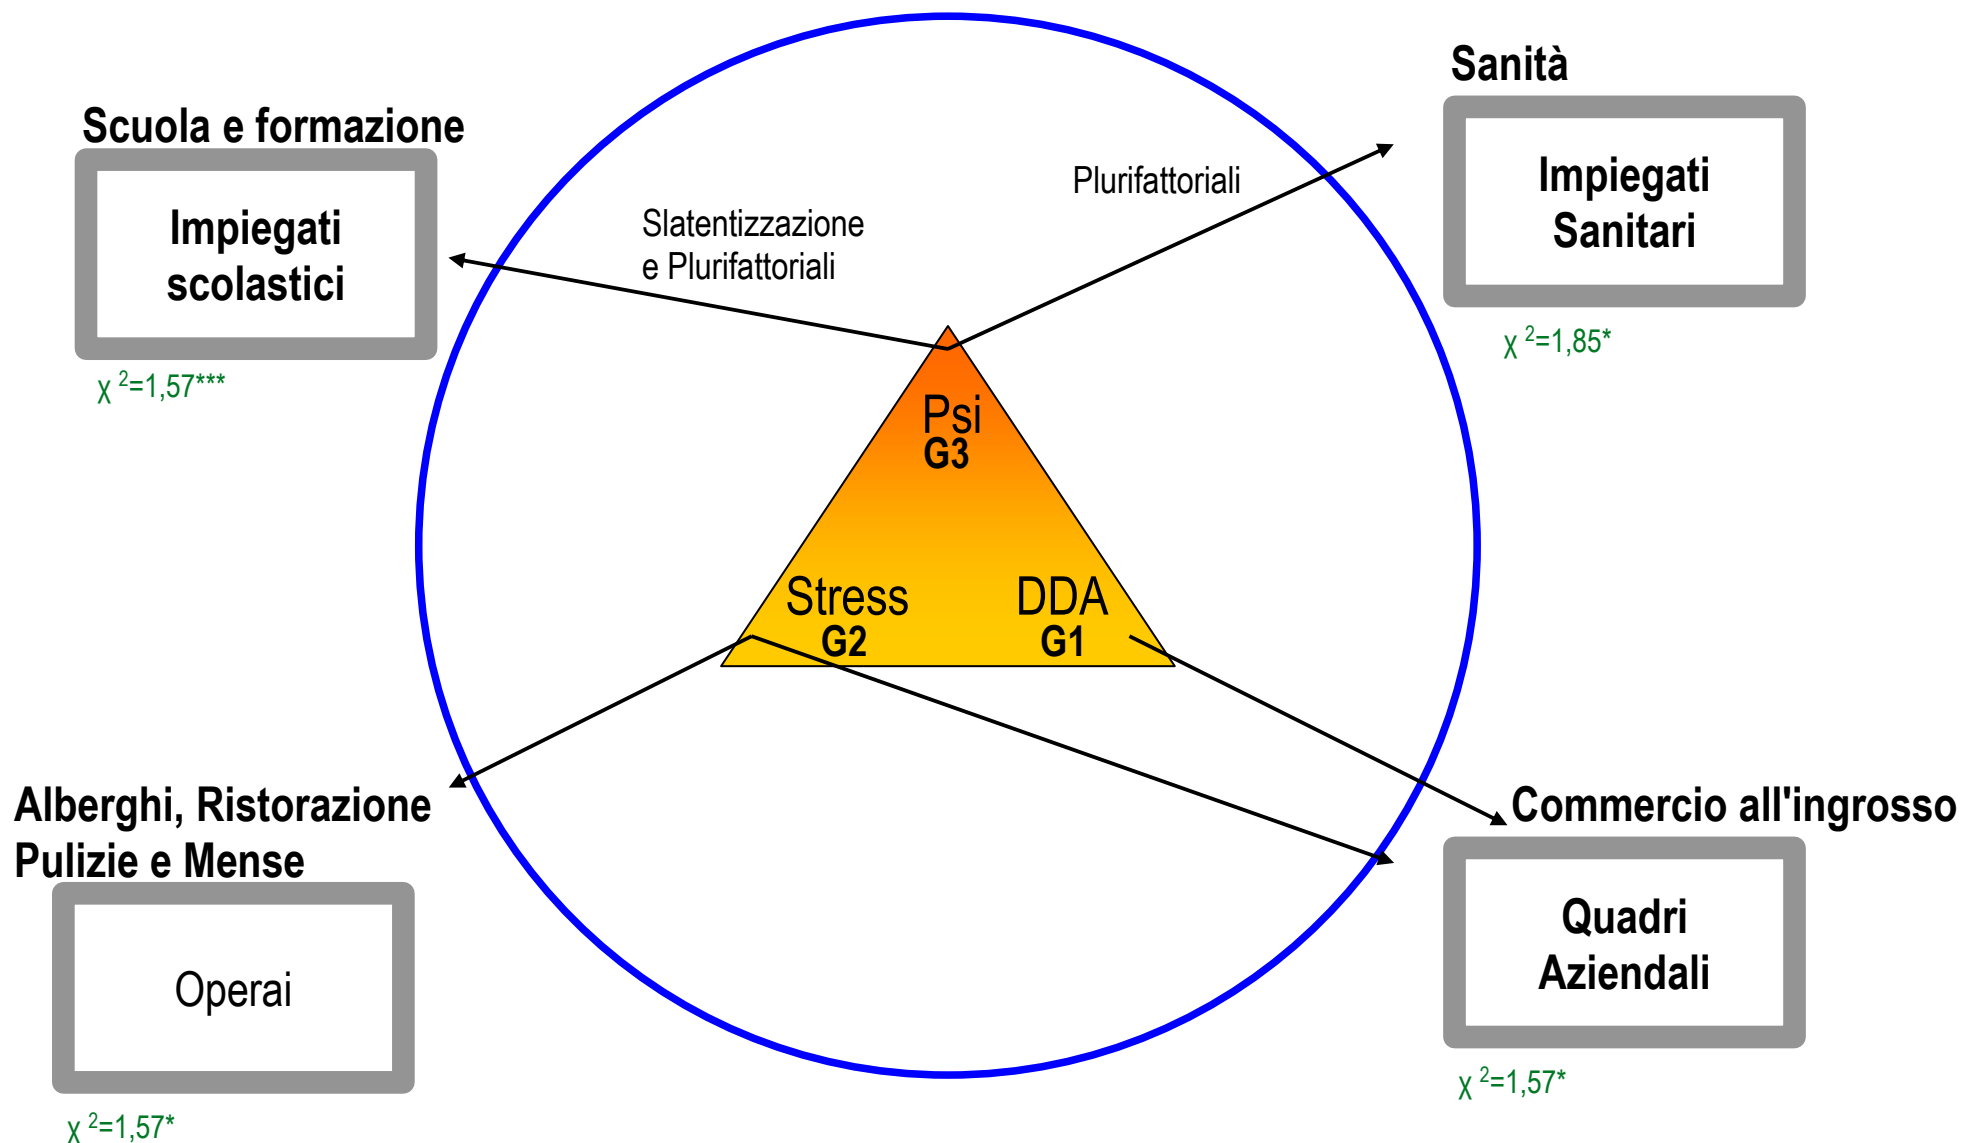 Sanità
Scuola e formazione
Impiegati
Sanitari
Plurifattoriali
Impiegati
scolastici
Slatentizzazione
e Plurifattoriali
χ ²=1,85*
χ ²=1,57***
Psi
G3
Stress
G2
DDA
G1
Alberghi, Ristorazione
Pulizie e Mense
Commercio all'ingrosso
Operai
Quadri
Aziendali
χ ²=1,57*
χ ²=1,57*